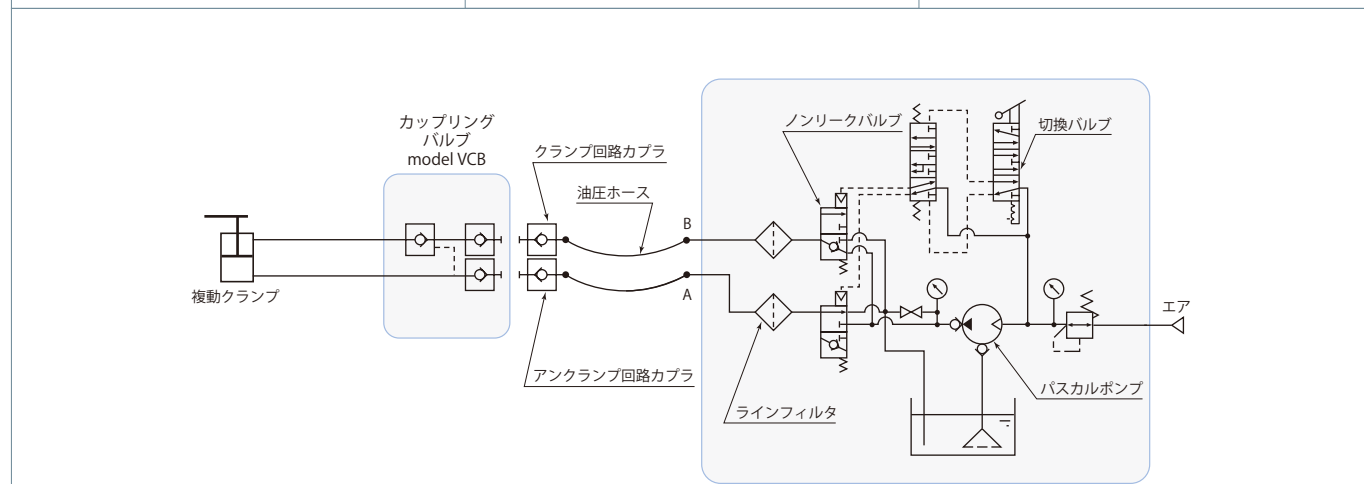 カップリング
バルブ
model VCB
クランプ回路カプラ
油圧ホース
B
A
複動クランプ
アンクランプ回路カプラ
ノンリークバルブ
切換バルブ
エア
パスカルポンプ
ラインフィルタ